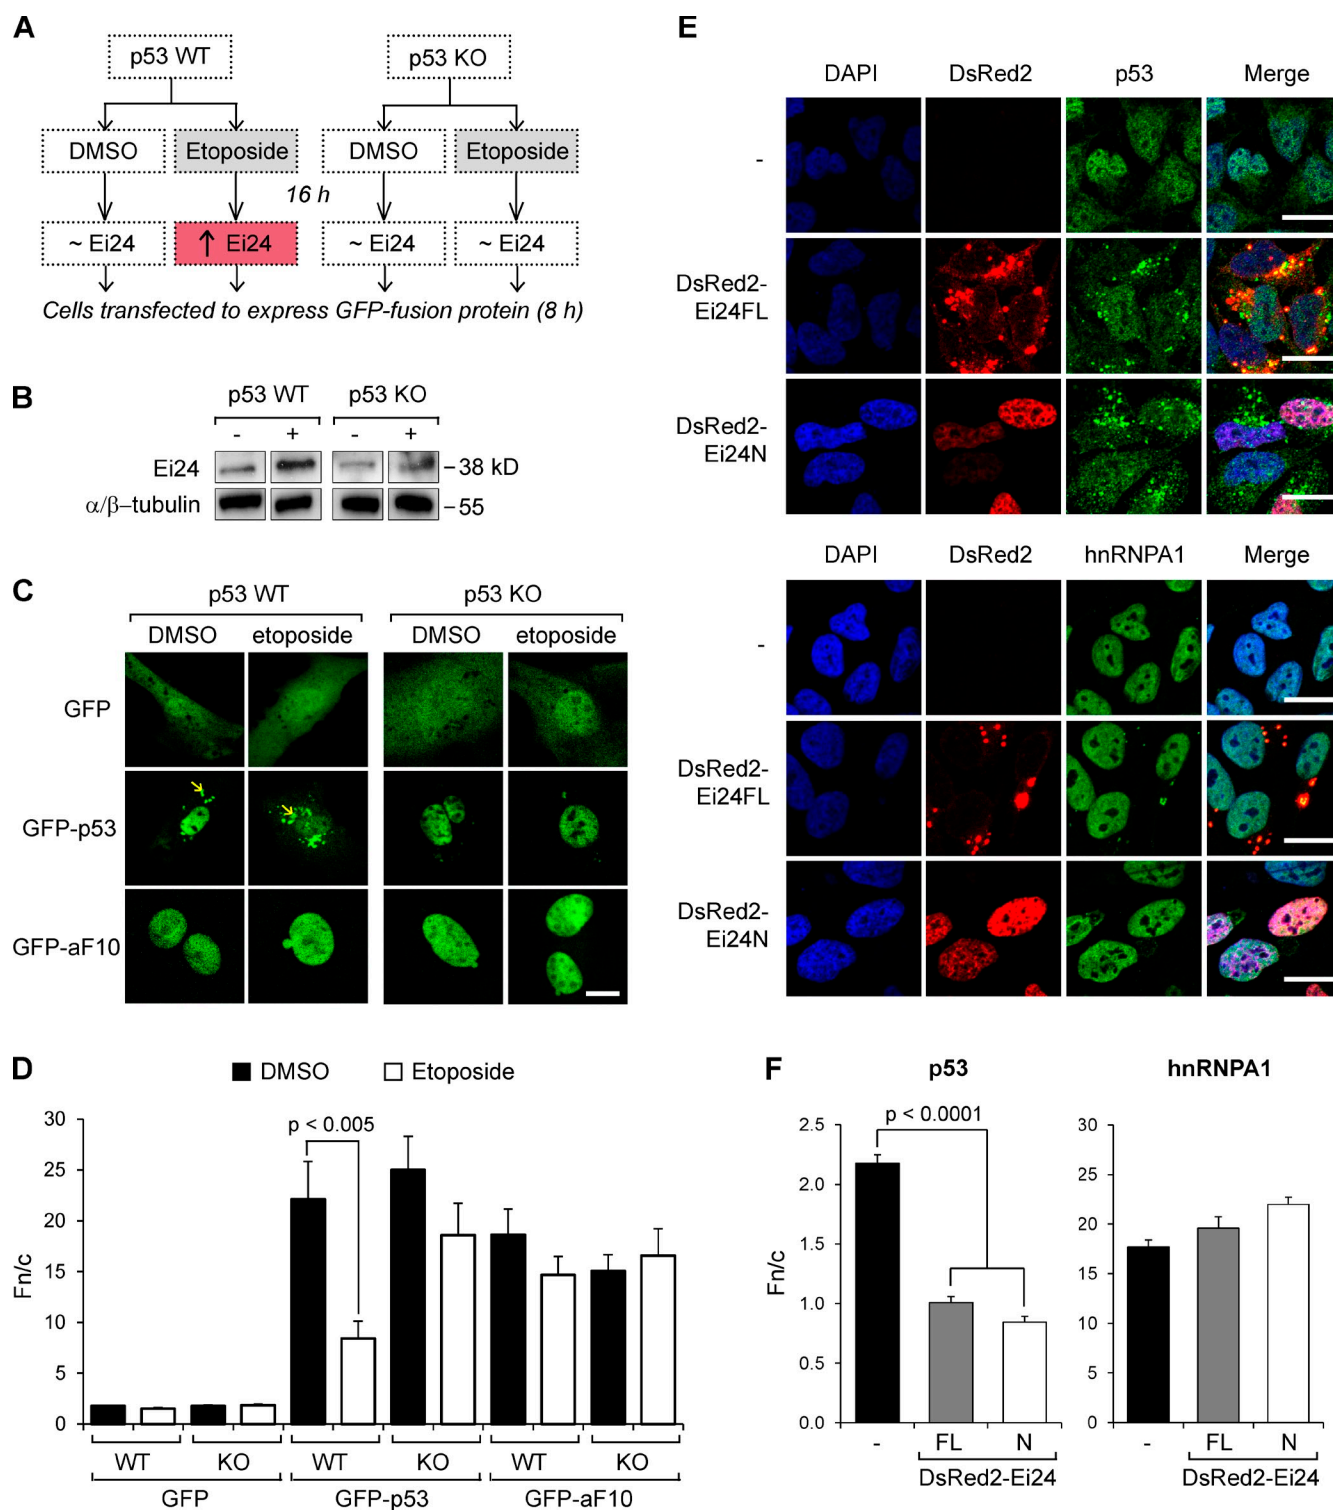 A
p53 WT
p53 KO
DMSO
Etoposide
DMSO
Etoposide
16 h
~ Ei24
↑ Ei24
~ Ei24
~ Ei24
Cells transfected to express GFP-fusion protein (8 h)
B
p53 WT
p53 KO
- + - +
Ei24
38 kD
α/β–tubulin
55
C
p53 WT
p53 KO
DMSO
etoposide
DMSO
etoposide
GFP
GFP-p53
GFP-aF10
D
DMSO
Etoposide
p < 0.005
30
25
20
15
10
5
0
Fn/c
WT
KO
WT
KO
WT
KO
GFP
GFP-p53
GFP-aF10
E
DAPI
DsRed2
p53
Merge
-
DsRed2-
Ei24FL
DsRed2-
Ei24N
DAPI
DsRed2
hnRNPA1
Merge
-
DsRed2-
Ei24FL
DsRed2-
Ei24N
F
p53
p < 0.0001
2.5
2.0
1.5
1.0
0.5
0.0
Fn/c
-
FL
N
DsRed2-Ei24
hnRNPA1
30
25
20
15
10
5
0
-
FL
N
DsRed2-Ei24